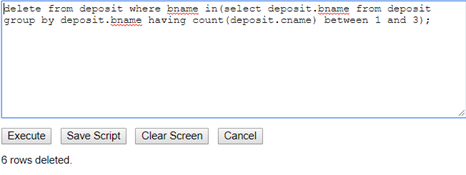 delete from deposit where bname in(select deposit.bname from deposit
group by deposit.bname having count(deposit.cname) between 1 and 3);
Execute Save Script Clear Screen Cancel
6 rows deleted.